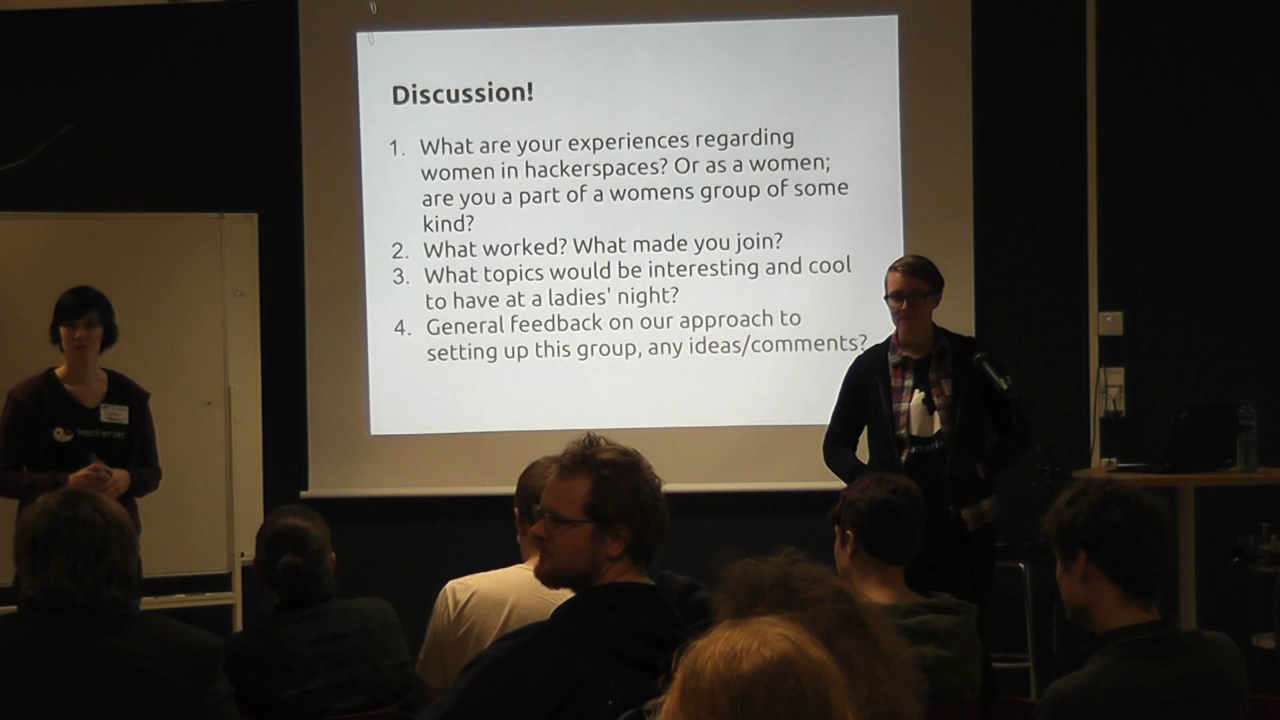 Discussion!
1. What are your experiences regarding
women in hackerspaces? Or as a women;
are you a part of a womens group of some
kind?
2. What worked? What made you join?
3. What topics would be interesting and cool
to have at a ladies' night?
4. General feedback on our approach to
setting up this group, any ideas/comments?